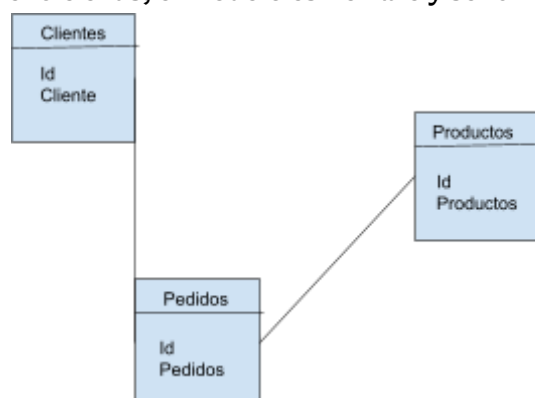 Clientes
Id
Cliente
Productos
Id
Productos
Pedidos
Id
Pedidos